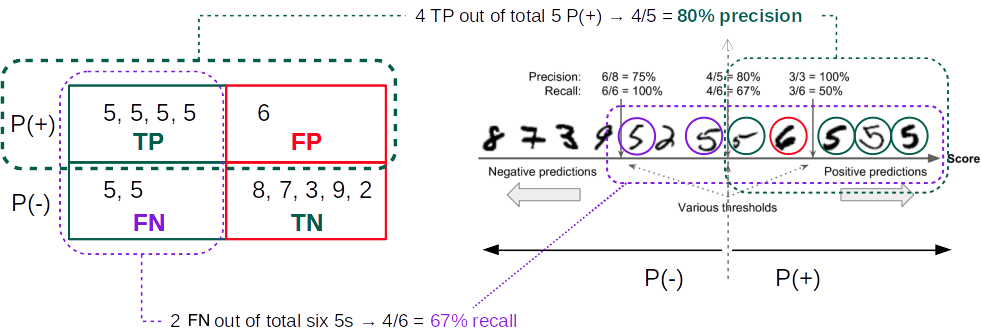 4 TP out of total 5 P(+) → 4/5 = 80% precision
P(+)
5, 5, 5, 5
TP
6
FP
P(-)
5, 5
FN
8, 7, 3, 9, 2
TN
2 FN out of total six 5s → 4/6 = 67% recall
Precision: 6/8 = 75% 4/5 = 80% 3/3 = 100%
Recall: 6/6 = 100% 4/6 = 67% 3/6 = 50%
8 7 3 9 5 2 5 5 6 5 5 5
Score
Negative predictions
Positive predictions
Various thresholds
P(-) P(+)